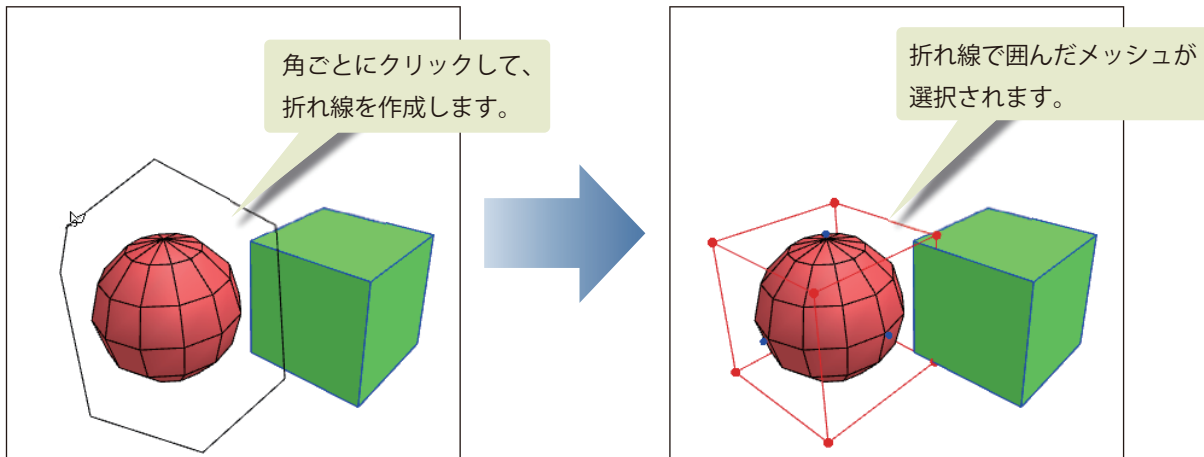 角ごとにクリックして、
折れ線を作成します。
折れ線で囲んだメッシュが
選択されます。